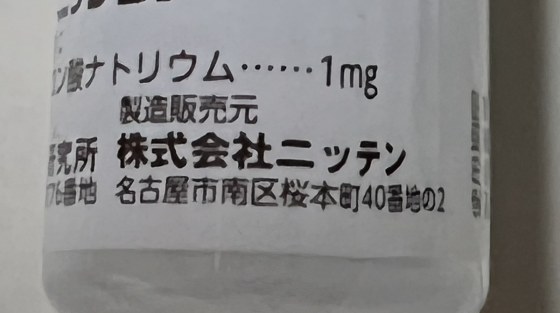 ン酸ナトリウム……1mg
製造販売元
研究所 株式会社ニッテン
番地 名古屋市南区桜本町40番地の2